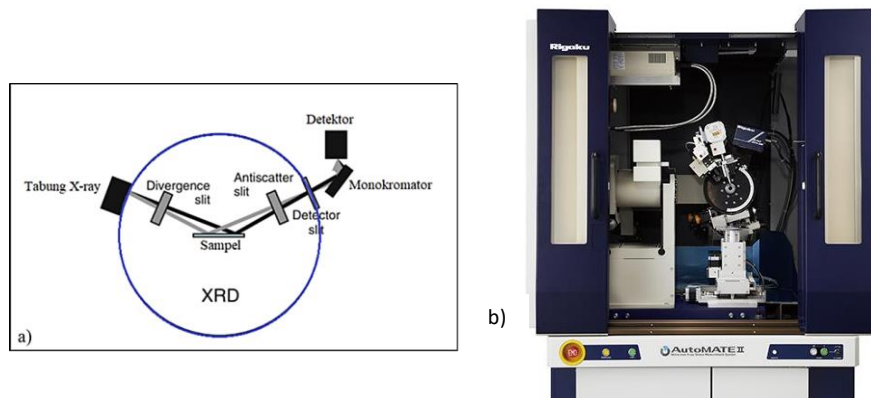 Detektor
Tabung X-ray
Divergence
slit
Antiscatter
slit
Monokromator
Detector
slit
Sampel
XRD
a)
Rigaku
b)
AutoMATE II